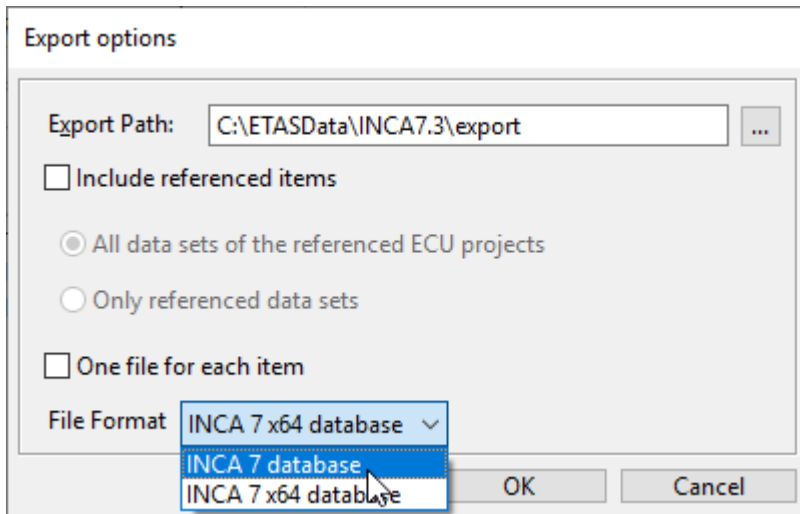 Export options
Export Path: C:\ETASData\INCA7.3\export ...
Include referenced items
All data sets of the referenced ECU projects
Only referenced data sets
One file for each item
File Format INCA 7 x64 database
INCA 7 database
INCA 7 x64 database
OK Cancel